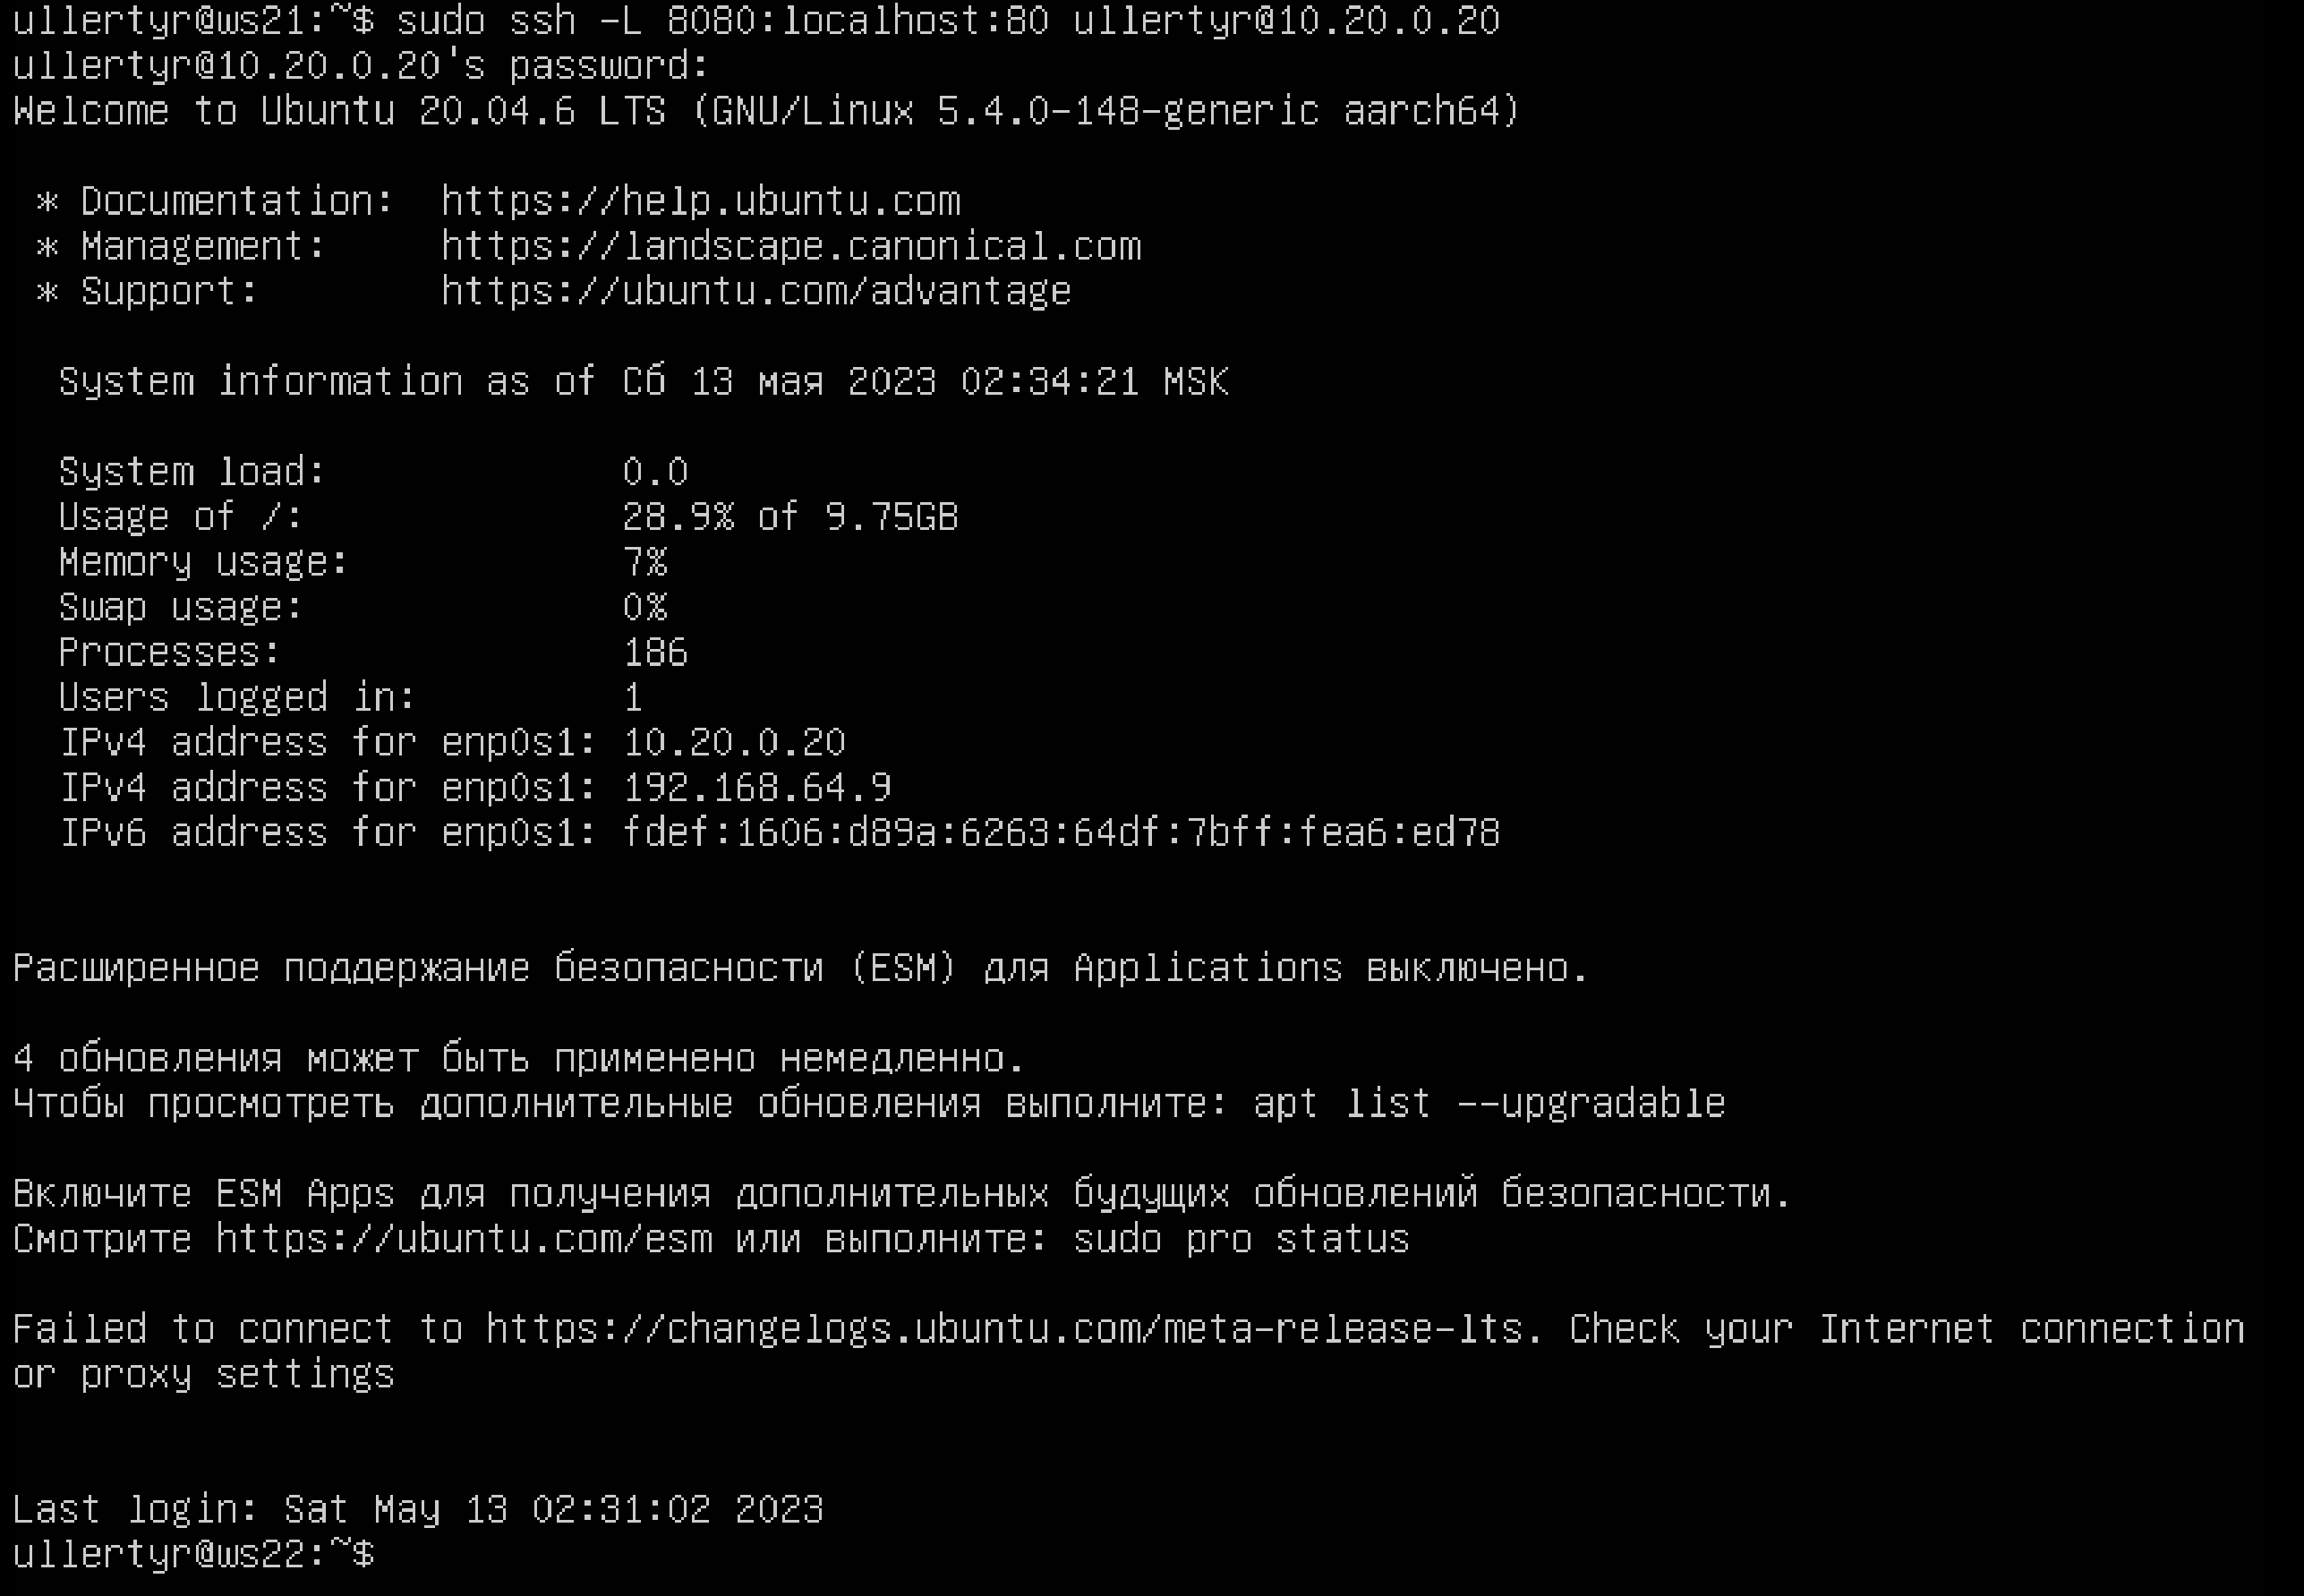 ullertyr@ws21:~$ sudo ssh -L 8080:localhost:80 ullertyr@10.20.0.20
ullertyr@10.20.0.20's password:
Welcome to Ubuntu 20.04.6 LTS (GNU/Linux 5.4.0-148-generic aarch64)
* Documentation:  https://help.ubuntu.com
* Management:     https://landscape.canonical.com
* Support:        https://ubuntu.com/advantage
System information as of Сб 13 мая 2023 02:34:21 MSK
System load:             0.0
Usage of /:              28.9% of 9.75GB
Memory usage:            7%
Swap usage:              0%
Processes:               186
Users logged in:         1
IPv4 address for enp0s1: 10.20.0.20
IPv4 address for enp0s1: 192.168.64.9
IPv6 address for enp0s1: fdef:1606:d89a:6263:64df:7bff:fea6:ed78
Расширенное поддержание безопасности (ESM) для Applications выключено.
4 обновления может быть применено немедленно.
Чтобы просмотреть дополнительные обновления выполните: apt list --upgradable
Включите ESM Apps для получения дополнительных будущих обновлений безопасности.
Смотрите https://ubuntu.com/esm или выполните: sudo pro status
Failed to connect to https://changelogs.ubuntu.com/meta-release-lts. Check your Internet connection
or proxy settings
Last login: Sat May 13 02:31:02 2023
ullertyr@ws22:~$